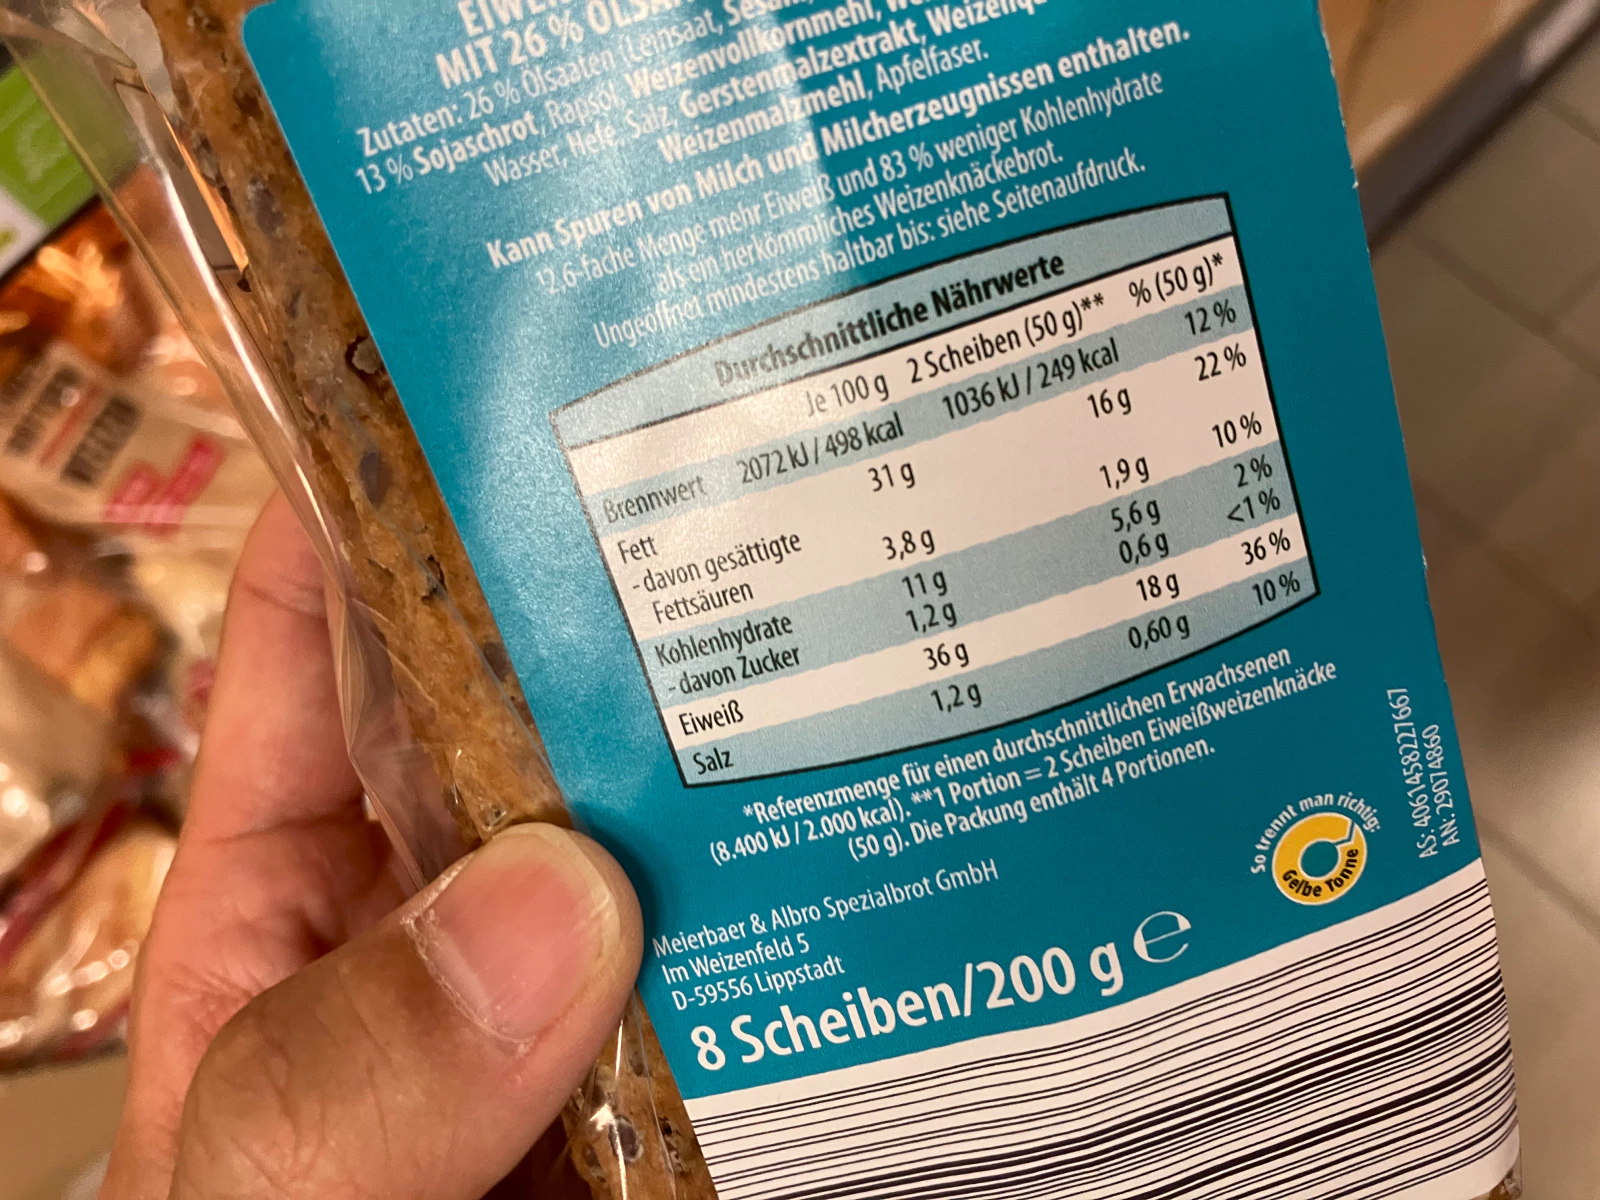 MIT 26 %
Zutaten: 26 % Ölsaaten (Leinsaat,
13 % Sojaschrot, Rapsöl, Weizenvollkornmehl,
Wasser, Hefe, Salz, Gerstenmalzextrakt,
Weizenmalzmehl, Apfelfaser.
Kann Spuren von Milch und Milcherzeugnissen enthalten.
12,6-fache Menge mehr Eiweiß und 83 % weniger Kohlenhydrate
als ein herkömmliches Weizenknäckebrot.
Ungeöffnet mindestens haltbar bis: siehe Seitenaufdruck.
Durchschnittliche Nährwerte
Je 100 g 2 Scheiben (50 g)** % (50 g)*
Brennwert 2072 kJ / 498 kcal 1036 kJ / 249 kcal 12 %
Fett 31 g 16 g 22 %
- davon gesättigte
Fettsäuren 3,8 g 1,9 g 10 %
Kohlenhydrate 11 g 5,6 g 2 %
- davon Zucker 1,2 g 0,6 g <1 %
Eiweiß 36 g 18 g 36 %
Salz 1,2 g 0,60 g 10 %
*Referenzmenge für einen durchschnittlichen Erwachsenen
(8.400 kJ / 2.000 kcal). **1 Portion = 2 Scheiben Eiweißweizenknäcke
(50 g). Die Packung enthält 4 Portionen.
Meierbaer & Albro Spezialbrot GmbH
Im Weizenfeld 5
D-59556 Lippstadt
8 Scheiben/200 g ℮
So trennt man richtig:
Gelbe Tonne
AS: 4061458227667
AN: 29074860